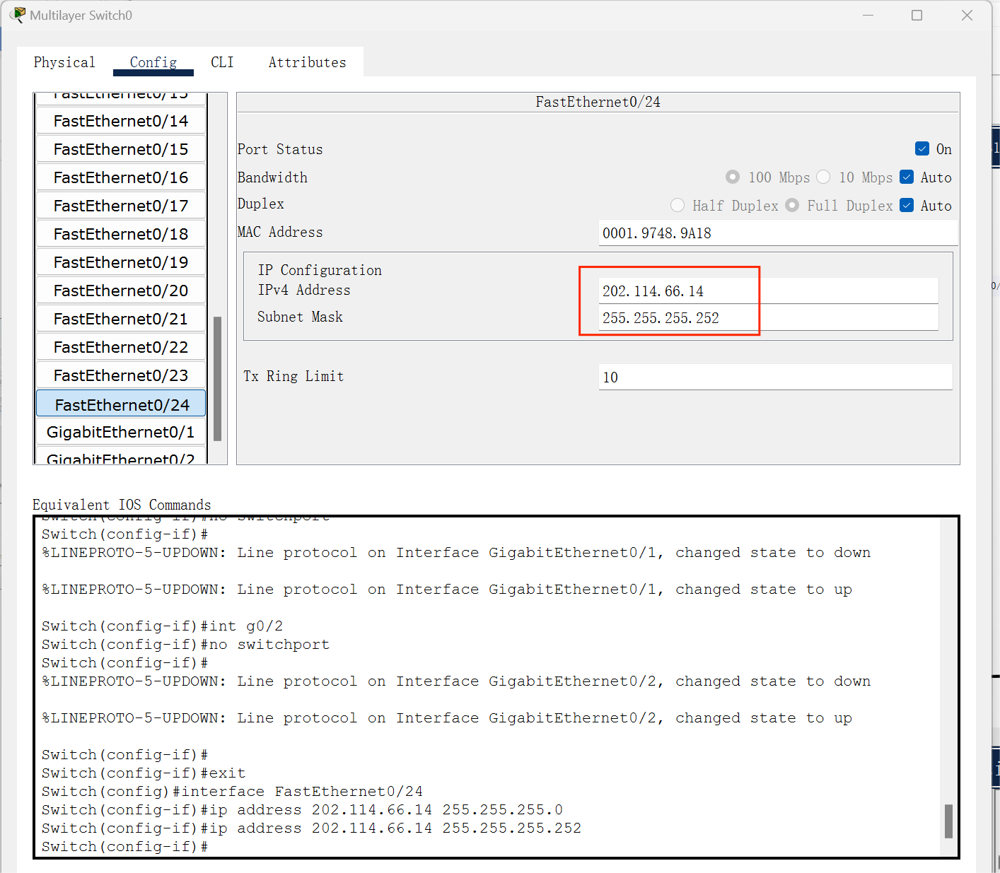 Multilayer Switch0
Physical Config CLI Attributes
FastEthernet0/13
FastEthernet0/14
FastEthernet0/15
FastEthernet0/16
FastEthernet0/17
FastEthernet0/18
FastEthernet0/19
FastEthernet0/20
FastEthernet0/21
FastEthernet0/22
FastEthernet0/23
FastEthernet0/24
GigabitEthernet0/1
GigabitEthernet0/2
FastEthernet0/24
Port Status On
Bandwidth 100 Mbps 10 Mbps Auto
Duplex Half Duplex Full Duplex Auto
MAC Address 0001.9748.9A18
IP Configuration
IPv4 Address 202.114.66.14
Subnet Mask 255.255.255.252
Tx Ring Limit 10
Equivalent IOS Commands
Switch(config-if)#no switchport
Switch(config-if)#
%LINEPROTO-5-UPDOWN: Line protocol on Interface GigabitEthernet0/1, changed state to down
%LINEPROTO-5-UPDOWN: Line protocol on Interface GigabitEthernet0/1, changed state to up
Switch(config-if)#int g0/2
Switch(config-if)#no switchport
Switch(config-if)#
%LINEPROTO-5-UPDOWN: Line protocol on Interface GigabitEthernet0/2, changed state to down
%LINEPROTO-5-UPDOWN: Line protocol on Interface GigabitEthernet0/2, changed state to up
Switch(config-if)#
Switch(config-if)#exit
Switch(config)#interface FastEthernet0/24
Switch(config-if)#ip address 202.114.66.14 255.255.255.0
Switch(config-if)#ip address 202.114.66.14 255.255.255.252
Switch(config-if)#